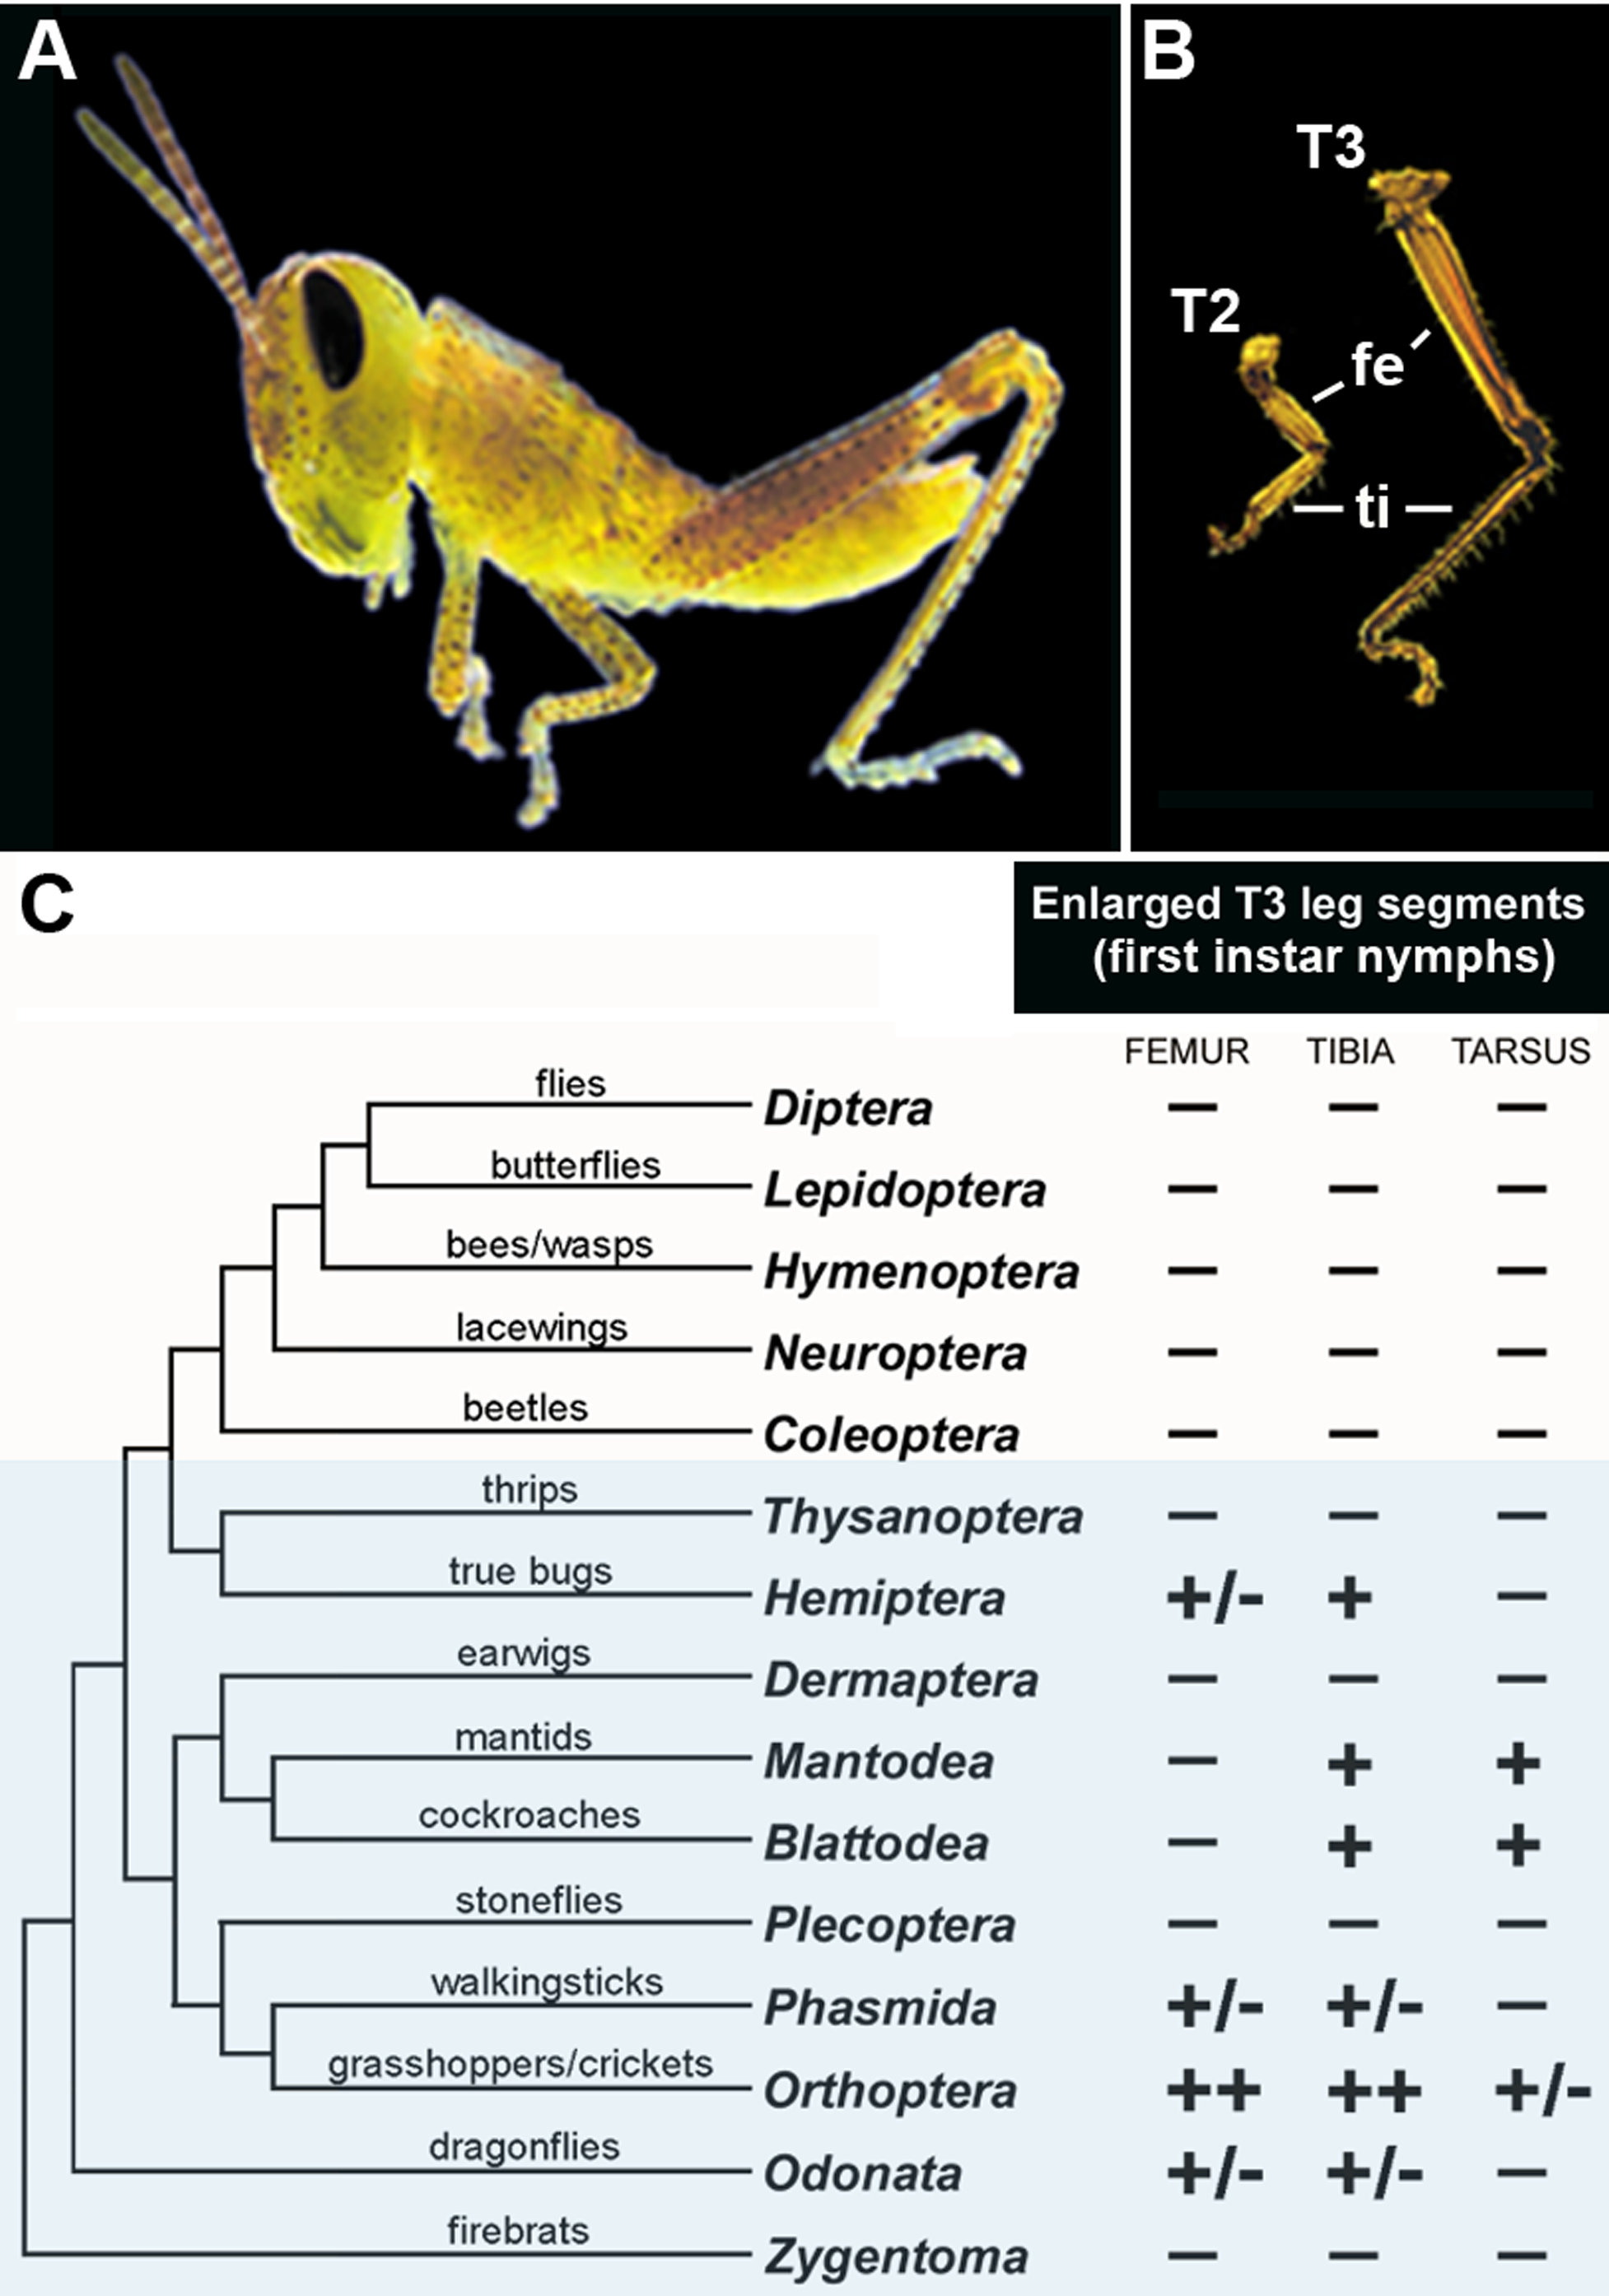 A
B
T3
T2
fe
ti
C
Enlarged T3 leg segments
(first instar nymphs)
FEMUR TIBIA TARSUS
flies
Diptera — — —
butterflies
Lepidoptera — — —
bees/wasps
Hymenoptera — — —
lacewings
Neuroptera — — —
beetles
Coleoptera — — —
thrips
Thysanoptera — — —
true bugs
Hemiptera +/- + —
earwigs
Dermaptera — — —
mantids
Mantodea — + +
cockroaches
Blattodea — + +
stoneflies
Plecoptera — — —
walkingsticks
Phasmida +/- +/- —
grasshoppers/crickets
Orthoptera ++ ++ +/-
dragonflies
Odonata +/- +/- —
firebrats
Zygentoma — — —